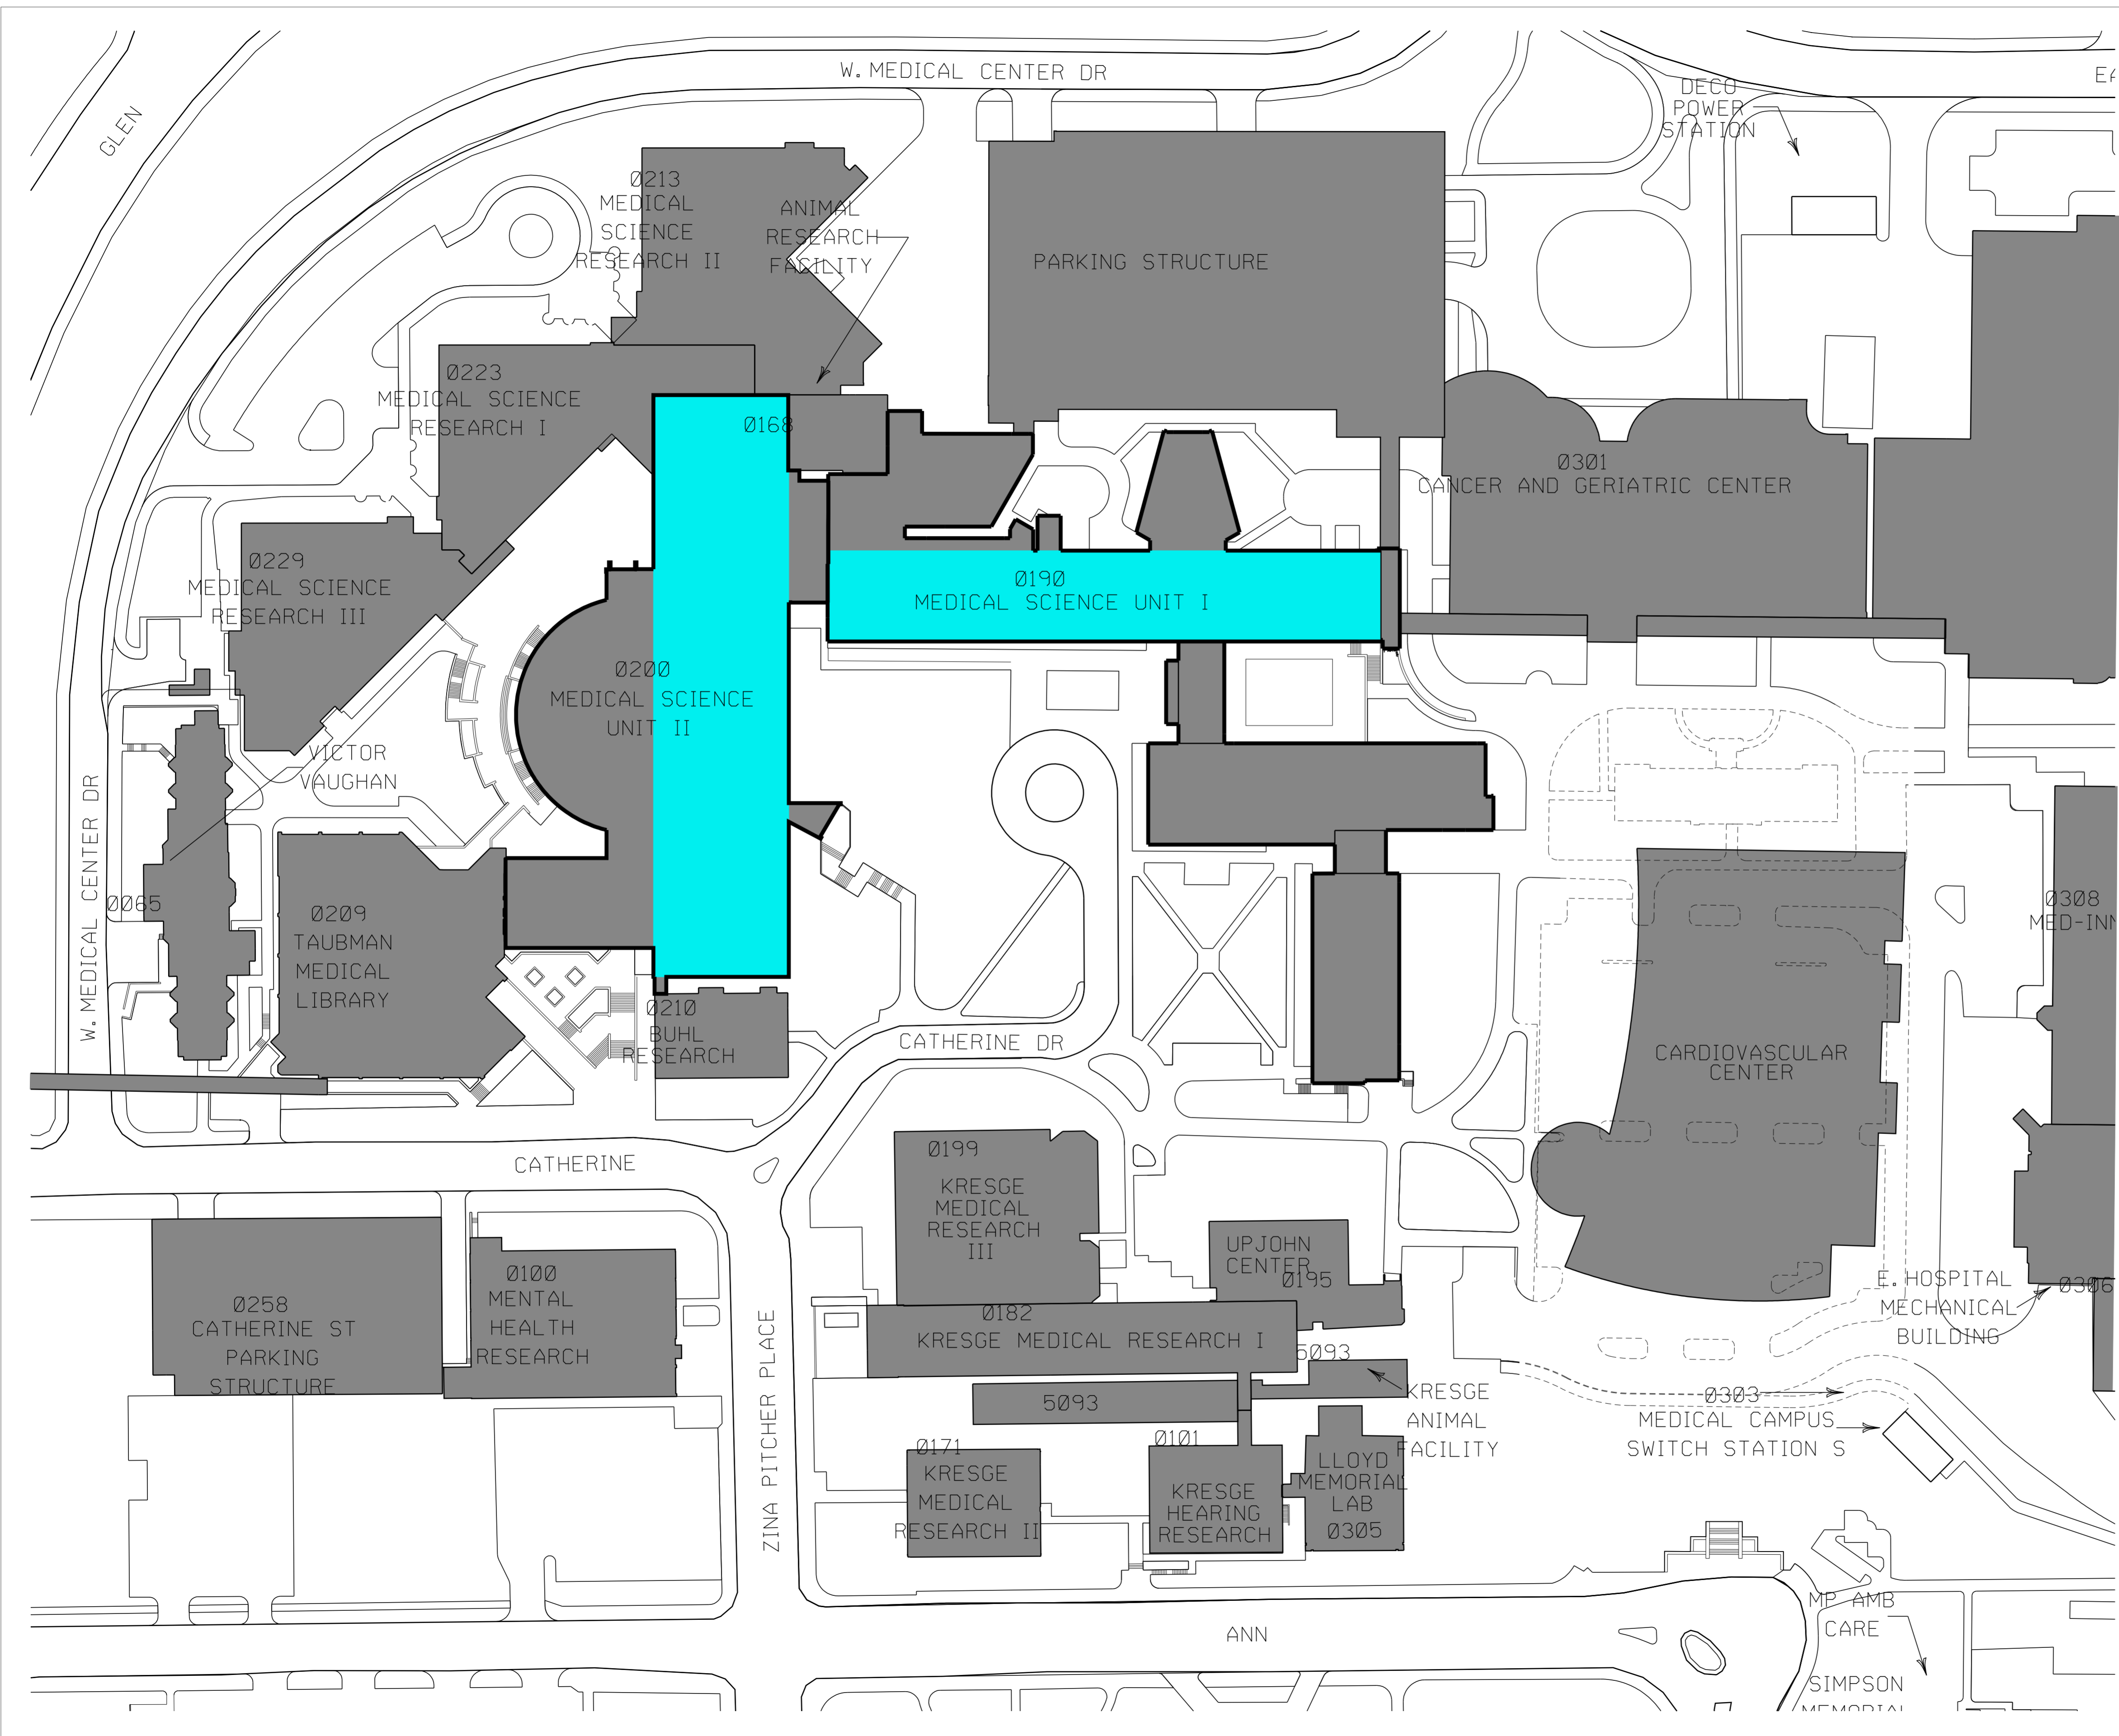 W. MEDICAL CENTER DR
GLEN
DECO
POWER
STATION
0213
MEDICAL
SCIENCE
RESEARCH II
ANIMAL
RESEARCH
FACILITY
PARKING STRUCTURE
0223
MEDICAL SCIENCE
RESEARCH I
0168
0301
CANCER AND GERIATRIC CENTER
0229
MEDICAL SCIENCE
RESEARCH III
0190
MEDICAL SCIENCE UNIT I
0200
MEDICAL SCIENCE
UNIT II
VICTOR
VAUGHAN
W. MEDICAL CENTER DR
0065
0209
TAUBMAN
MEDICAL
LIBRARY
0308
MED-INN
0210
BUHL
RESEARCH
CATHERINE DR
CARDIOVASCULAR
CENTER
CATHERINE
0199
KRESGE
MEDICAL
RESEARCH
III
UPJOHN
CENTER
0195
0258
CATHERINE ST
PARKING
STRUCTURE
0100
MENTAL
HEALTH
RESEARCH
E. HOSPITAL
MECHANICAL
BUILDING
0306
0182
KRESGE MEDICAL RESEARCH I
ZINA PITCHER PLACE
5093
5093
KRESGE
ANIMAL
FACILITY
0303
MEDICAL CAMPUS
SWITCH STATION S
0171
KRESGE
MEDICAL
RESEARCH II
0101
KRESGE
HEARING
RESEARCH
LLOYD
MEMORIAL
LAB
0305
MP AMB
CARE
ANN
SIMPSON
MEMORIAL